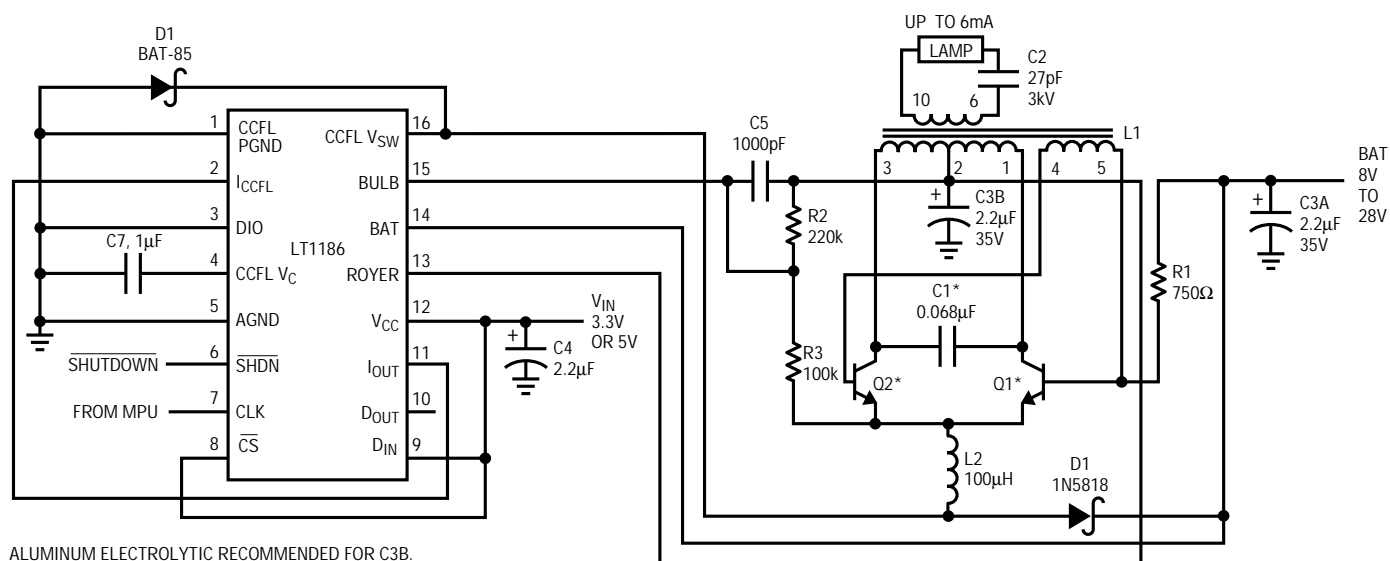 UP TO 6mA
LAMP
D1
BAT-85
C2
27pF
3kV
10
6
1
CCFL
PGND
CCFL VSW
16
C5
1000pF
L1
3
2
1
4
5
BAT
8V
TO
28V
2
ICCFL
BULB
15
3
DIO
BAT
14
R2
220k
+
C3B
2.2µF
35V
+
C3A
2.2µF
35V
C7, 1µF
LT1186
4
CCFL VC
ROYER
13
R1
750Ω
C1*
0.068µF
5
AGND
VCC
12
VIN
3.3V
OR 5V
+
C4
2.2µF
SHUTDOWN
6
SHDN
IOUT
11
R3
100k
Q2*
Q1*
FROM MPU
7
CLK
DOUT
10
8
CS
DIN
9
L2
100µH
D1
1N5818
ALUMINUM ELECTROLYTIC RECOMMENDED FOR C3B.